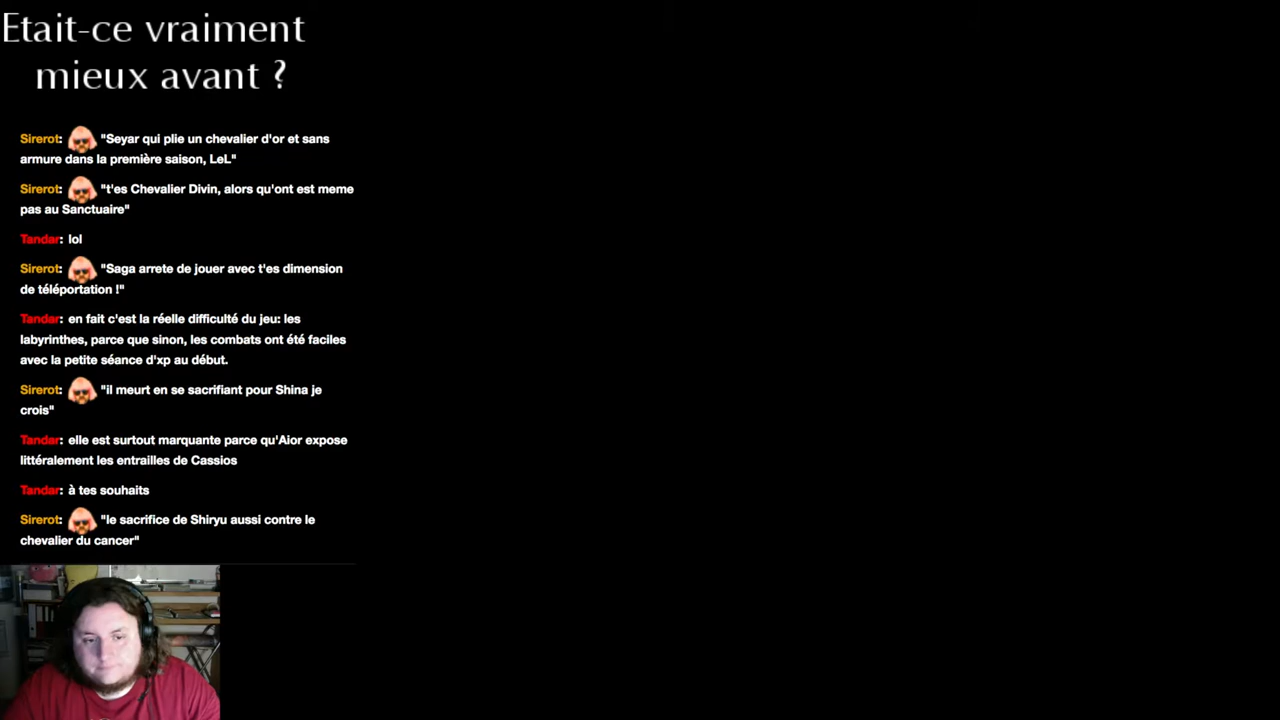 Etait-ce vraiment
mieux avant ?
Sirerot: "Seyar qui plie un chevalier d'or et sans
armure dans la première saison, LeL"
Sirerot: "t'es Chevalier Divin, alors qu'ont est meme
pas au Sanctuaire"
Tandar: lol
Sirerot: "Saga arrete de jouer avec t'es dimension
de téléportation !"
Tandar: en fait c'est la réelle difficulté du jeu: les
labyrinthes, parce que sinon, les combats ont été faciles
avec la petite séance d'xp au début.
Sirerot: "il meurt en se sacrifiant pour Shina je
crois"
Tandar: elle est surtout marquante parce qu'Aior expose
littéralement les entrailles de Cassios
Tandar: à tes souhaits
Sirerot: "le sacrifice de Shiryu aussi contre le
chevalier du cancer"